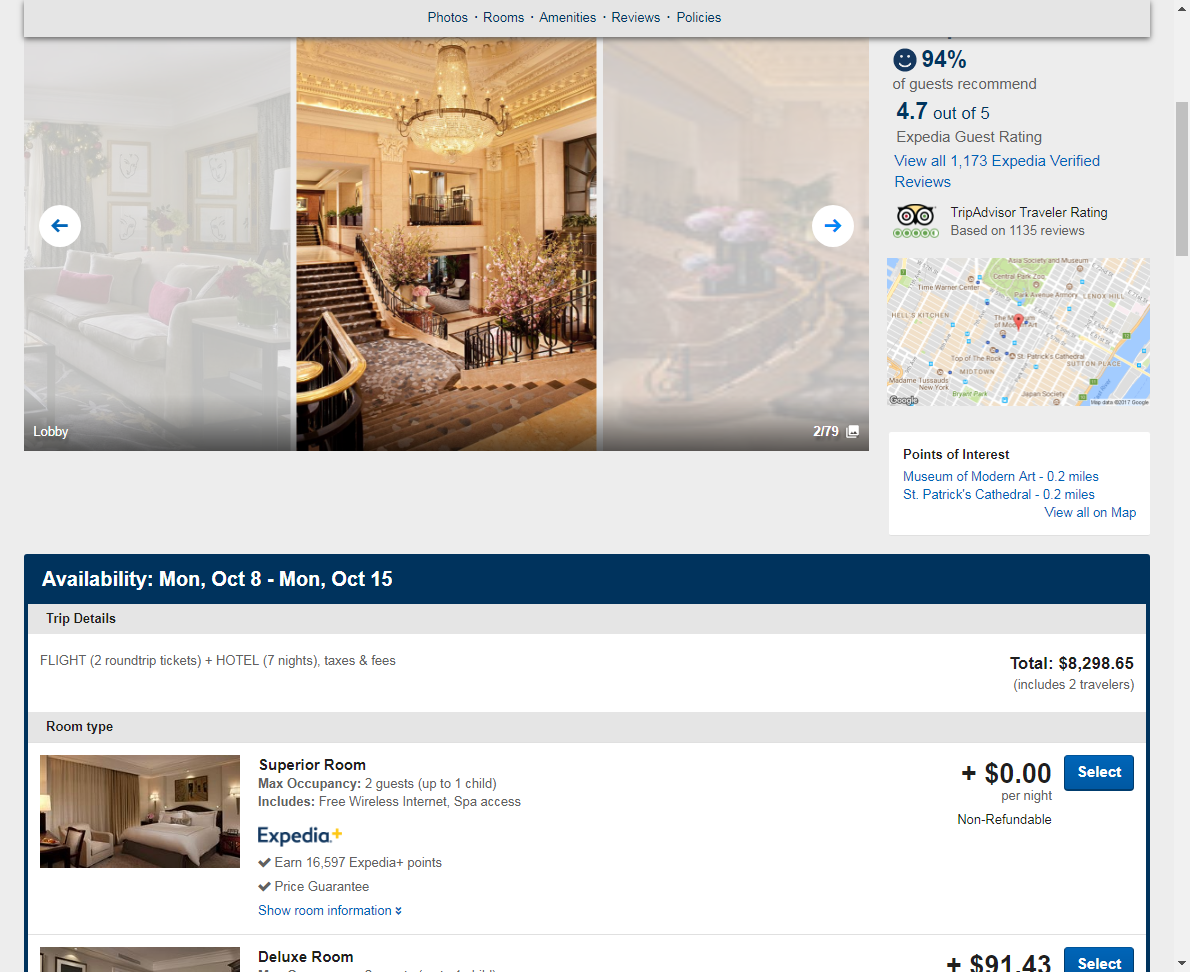 Photos · Rooms · Amenities · Reviews · Policies
94%
of guests recommend
4.7 out of 5
Expedia Guest Rating
View all 1,173 Expedia Verified
Reviews
TripAdvisor Traveler Rating
Based on 1135 reviews
Asia Society and Museum
Central Park Zoo
Time Warner Center
Park Avenue Armory
LENOX HILL
HELL'S KITCHEN
The Museum
of Modern Art
Top of The Rock
St. Patrick's Cathedral
SUTTON PLACE
MIDTOWN
Madame Tussauds
New York
Bryant Park
Japan Society
Google
Map data ©2017 Google
Lobby
2/79
Points of Interest
Museum of Modern Art - 0.2 miles
St. Patrick's Cathedral - 0.2 miles
View all on Map
Availability: Mon, Oct 8 - Mon, Oct 15
Trip Details
FLIGHT (2 roundtrip tickets) + HOTEL (7 nights), taxes & fees
Total: $8,298.65
(includes 2 travelers)
Room type
Superior Room
Max Occupancy: 2 guests (up to 1 child)
Includes: Free Wireless Internet, Spa access
+ $0.00
per night
Non-Refundable
Select
Expedia+
Earn 16,597 Expedia+ points
Price Guarantee
Show room information
Deluxe Room
+ $91.43
Select